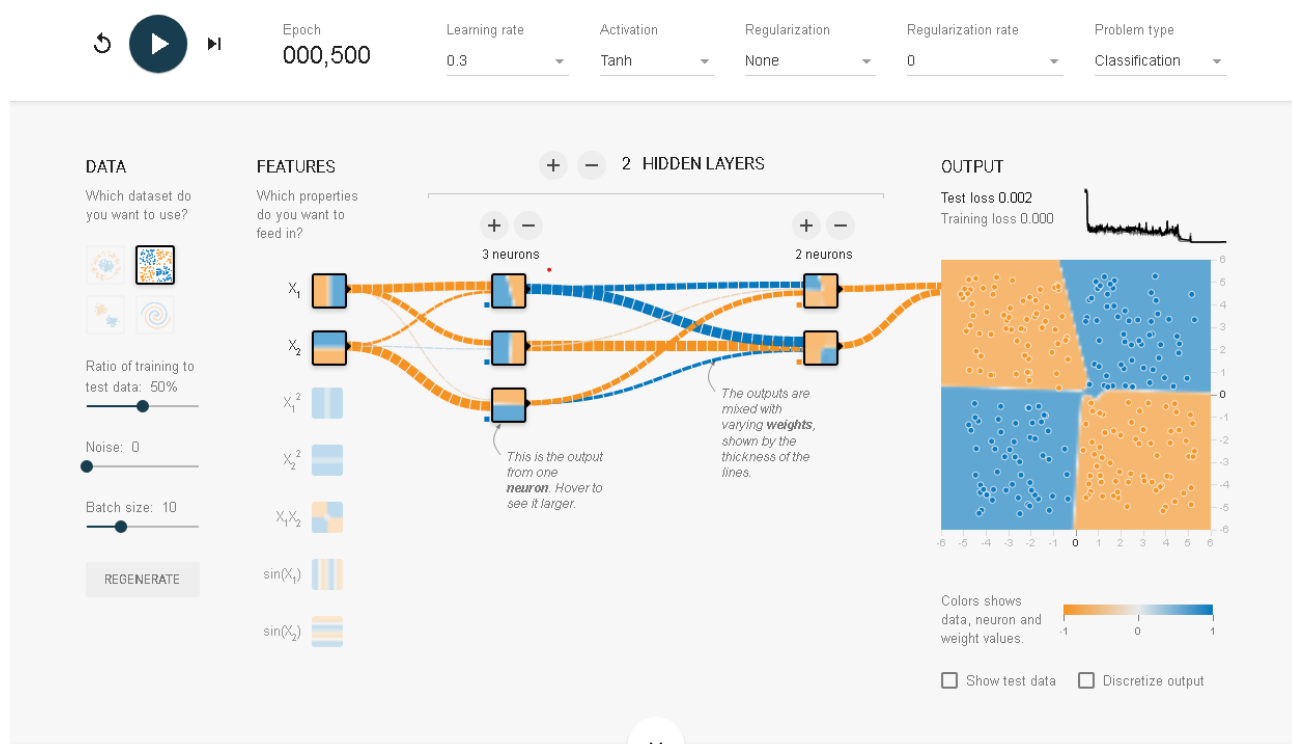 Epoch
000,500
Learning rate
0.3
Activation
Tanh
Regularization
None
Regularization rate
0
Problem type
Classification
DATA
Which dataset do
you want to use?
Ratio of training to
test data: 50%
Noise: 0
Batch size: 10
REGENERATE
FEATURES
Which properties
do you want to
feed in?
X1
X2
X1²
X2²
X1X2
sin(X1)
sin(X2)
2 HIDDEN LAYERS
3 neurons
2 neurons
This is the output
from one
neuron. Hover to
see it larger.
The outputs are
mixed with
varying weights,
shown by the
thickness of the
lines.
OUTPUT
Test loss 0.002
Training loss 0.000
6
5
4
3
2
1
0
-1
-2
-3
-4
-5
-6
-6 -5 -4 -3 -2 -1 0 1 2 3 4 5 6
Colors shows
data, neuron and
weight values.
-1 0 1
Show test data
Discretize output